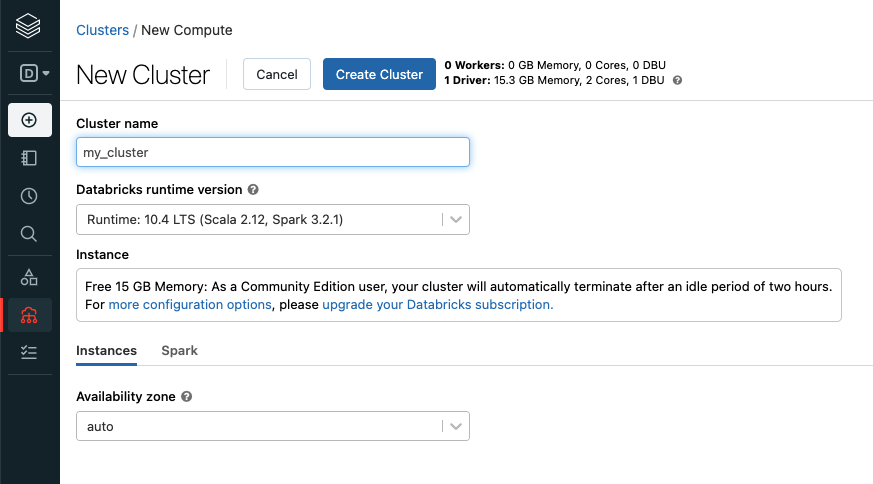 Clusters / New Compute
D
New Cluster
Cancel
Create Cluster
0 Workers: 0 GB Memory, 0 Cores, 0 DBU
1 Driver: 15.3 GB Memory, 2 Cores, 1 DBU ?
Cluster name
my_cluster
Databricks runtime version ?
Runtime: 10.4 LTS (Scala 2.12, Spark 3.2.1)
Instance
Free 15 GB Memory: As a Community Edition user, your cluster will automatically terminate after an idle period of two hours.
For more configuration options, please upgrade your Databricks subscription.
Instances Spark
Availability zone ?
auto